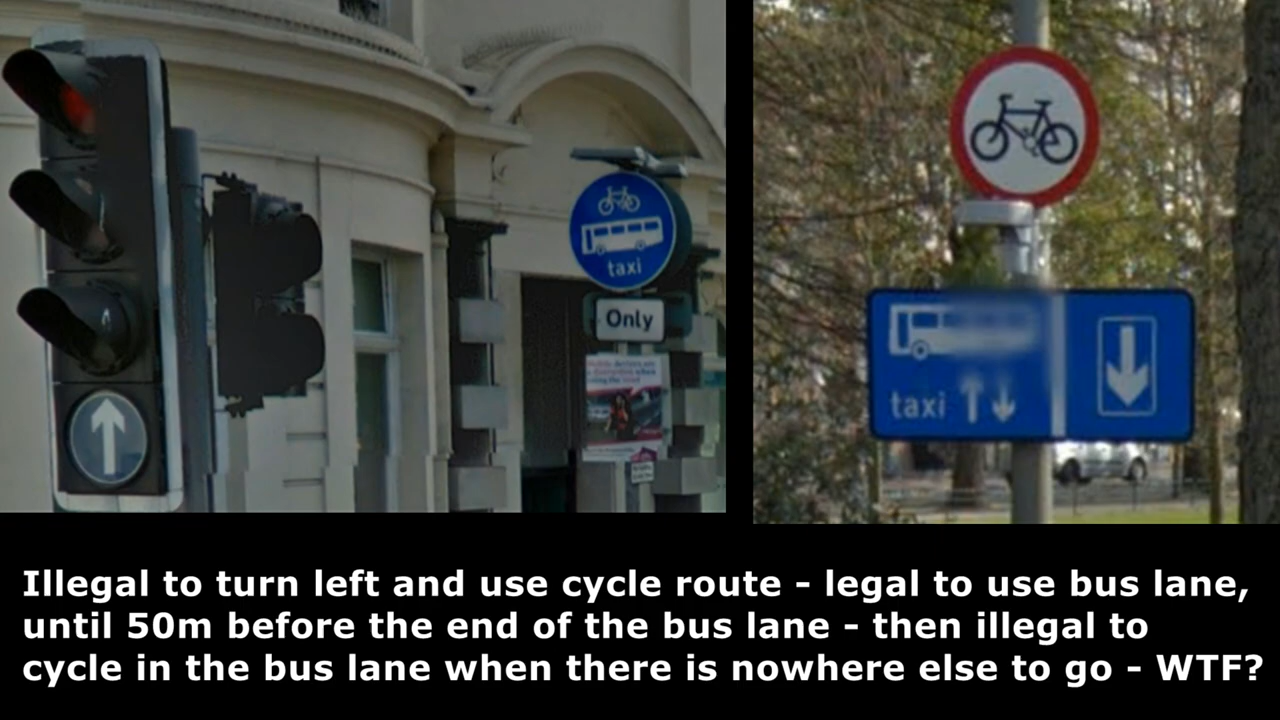 taxi
Only
taxi
Illegal to turn left and use cycle route - legal to use bus lane,
until 50m before the end of the bus lane - then illegal to
cycle in the bus lane when there is nowhere else to go - WTF?